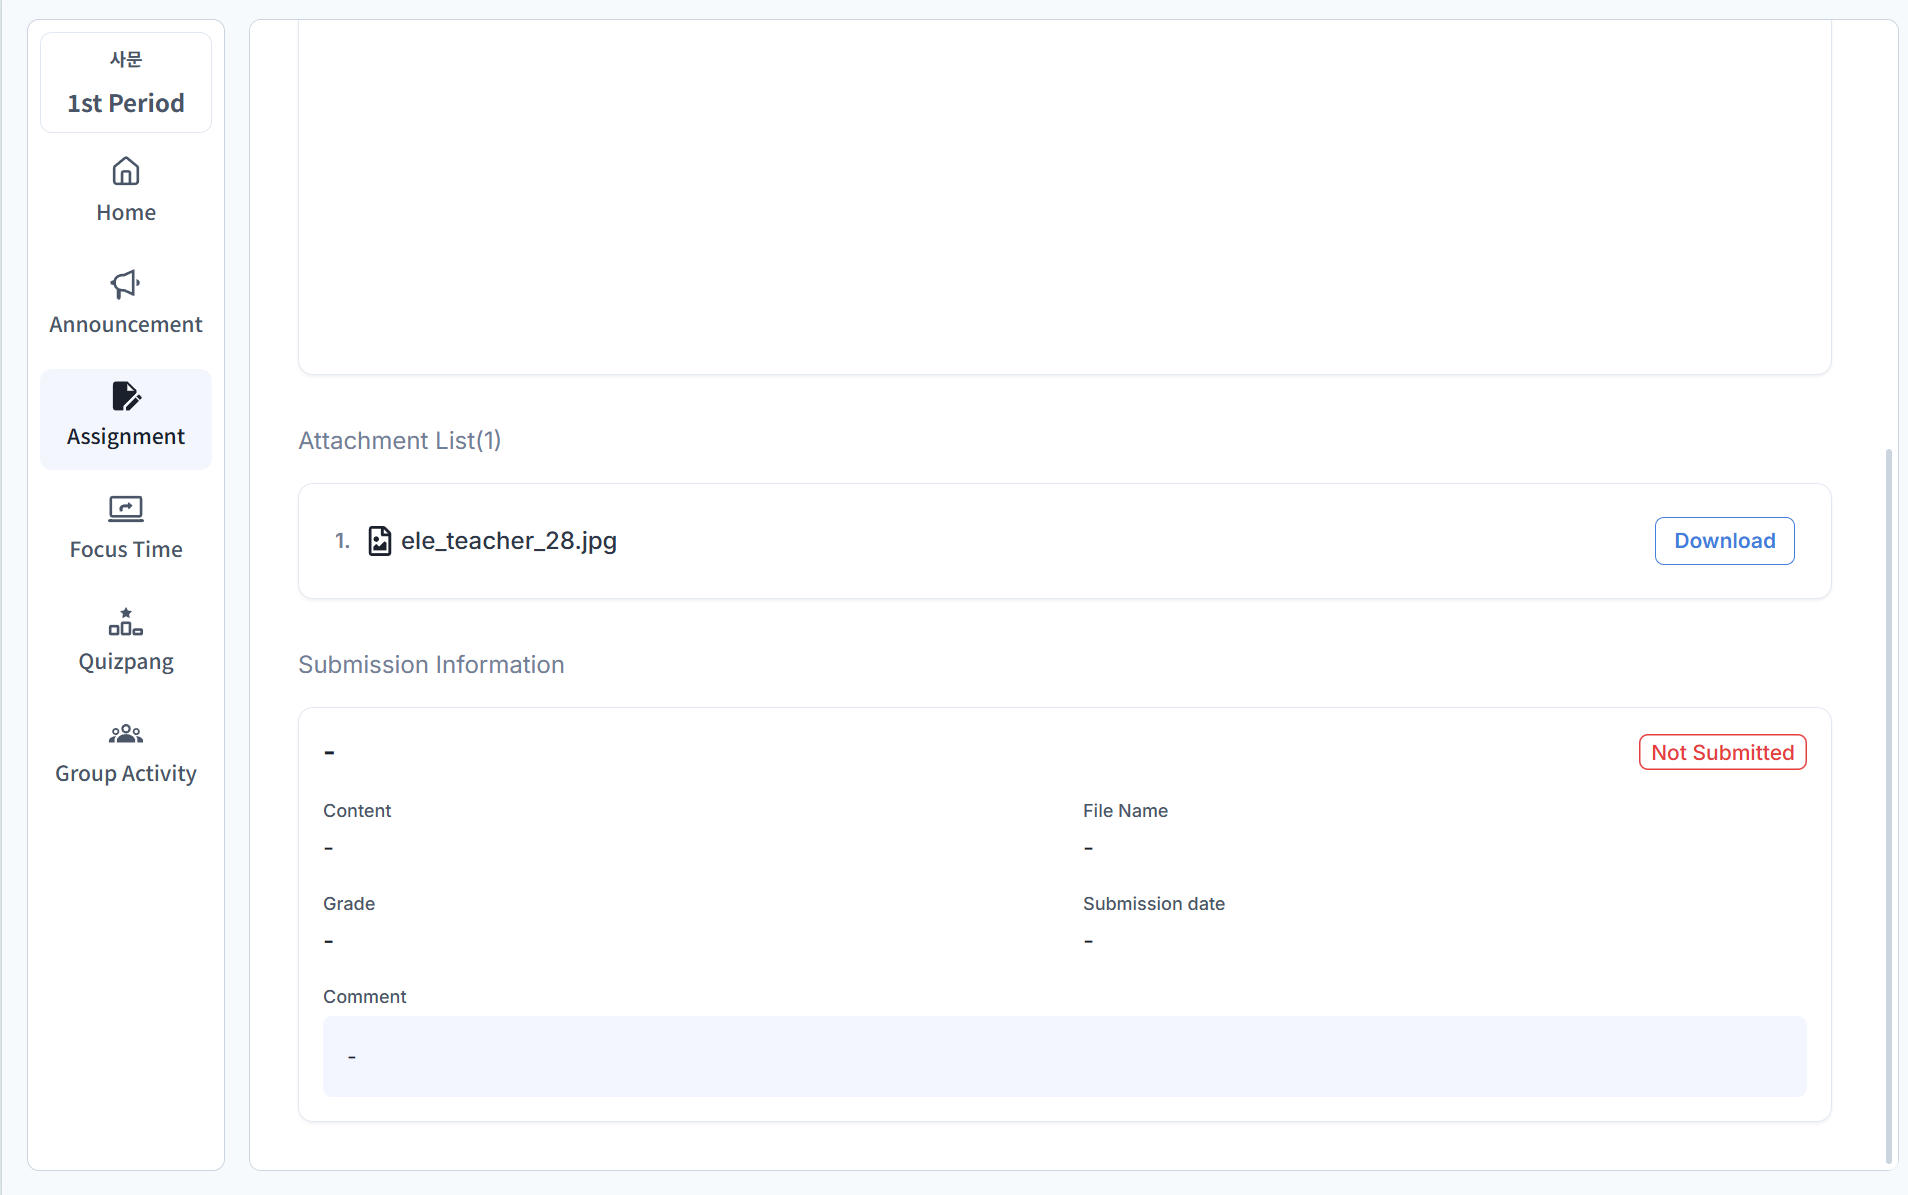 사문
1st Period
Home
Announcement
Assignment
Focus Time
Quizpang
Group Activity
Attachment List(1)
1. ele_teacher_28.jpg
Download
Submission Information
-
Not Submitted
Content
File Name
-
-
Grade
Submission date
-
-
Comment
-